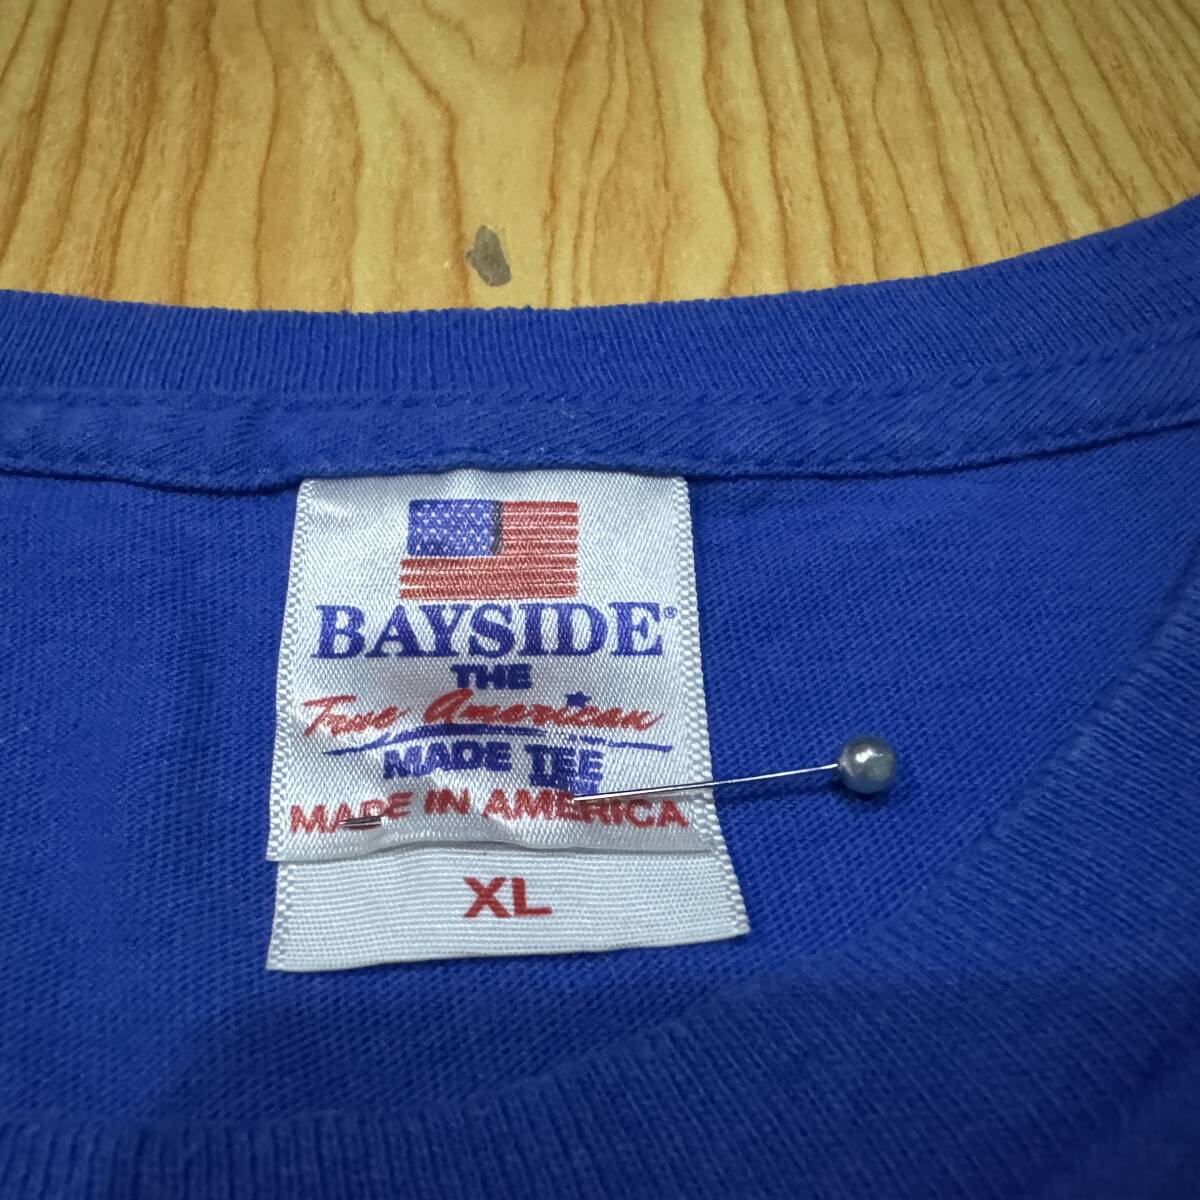 BAYSIDE®
THE
True American
MADE TEE
MADE IN AMERICA
XL